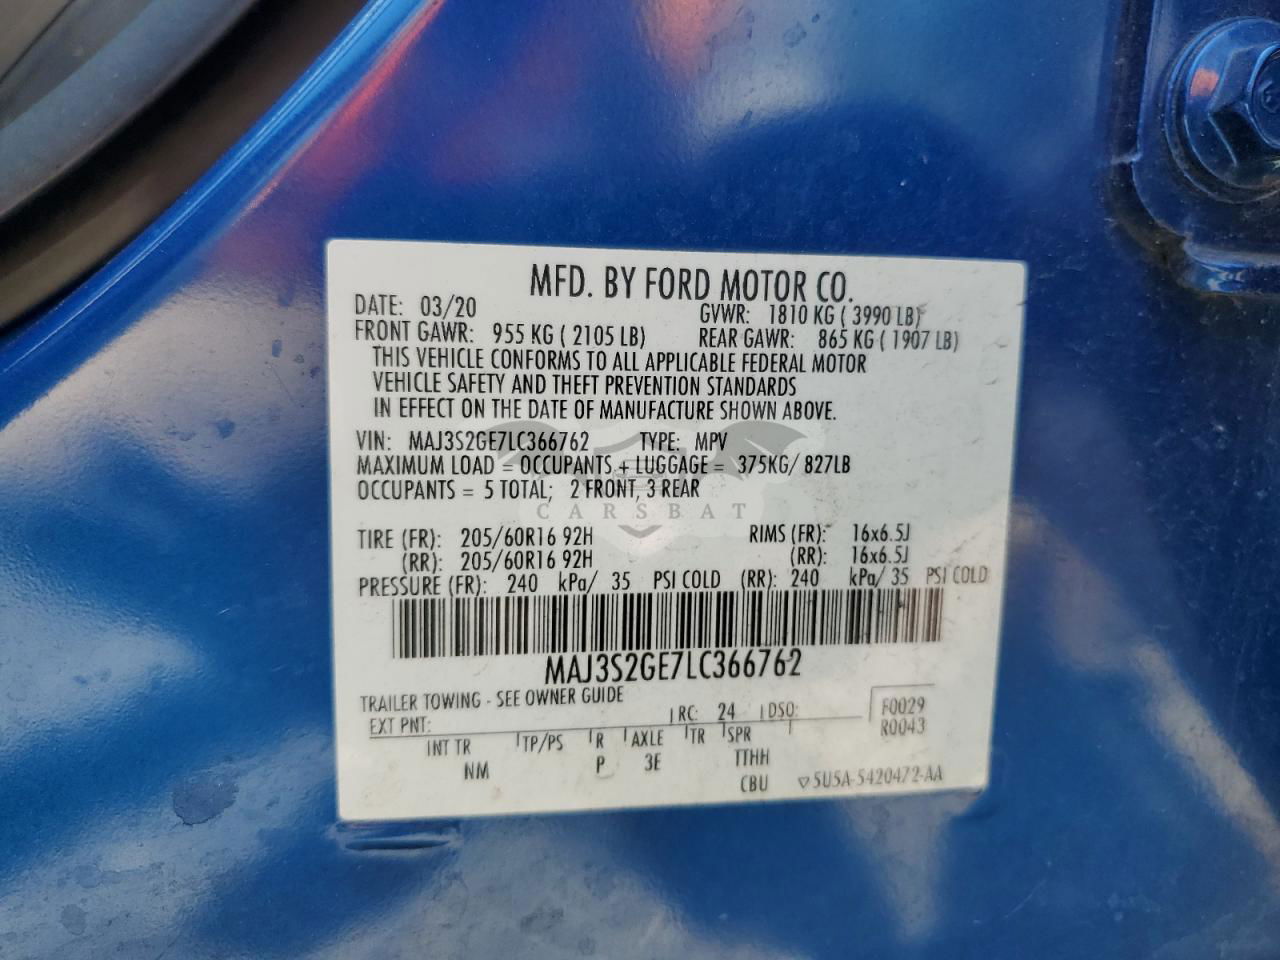 MFD. BY FORD MOTOR CO.
DATE: 03/20 GVWR: 1810 KG ( 3990 LB)
FRONT GAWR: 955 KG ( 2105 LB) REAR GAWR: 865 KG ( 1907 LB)
THIS VEHICLE CONFORMS TO ALL APPLICABLE FEDERAL MOTOR
VEHICLE SAFETY AND THEFT PREVENTION STANDARDS
IN EFFECT ON THE DATE OF MANUFACTURE SHOWN ABOVE.
VIN: MAJ3S2GE7LC366762 TYPE: MPV
MAXIMUM LOAD = OCCUPANTS + LUGGAGE = 375KG/ 827LB
OCCUPANTS = 5 TOTAL; 2 FRONT, 3 REAR
CARSBAT
TIRE (FR): 205/60R16 92H RIMS (FR): 16x6.5J
(RR): 205/60R16 92H (RR): 16x6.5J
PRESSURE (FR): 240 kPa/ 35 PSI COLD (RR): 240 kPa/ 35 PSI COLD
MAJ3S2GE7LC366762
TRAILER TOWING - SEE OWNER GUIDE
EXT PNT: RC: 24 DSO: F0029
R0043
INT TR TP/PS R AXLE TR SPR
NM P 3E TTHH
CBU 5U5A-5420472-AA